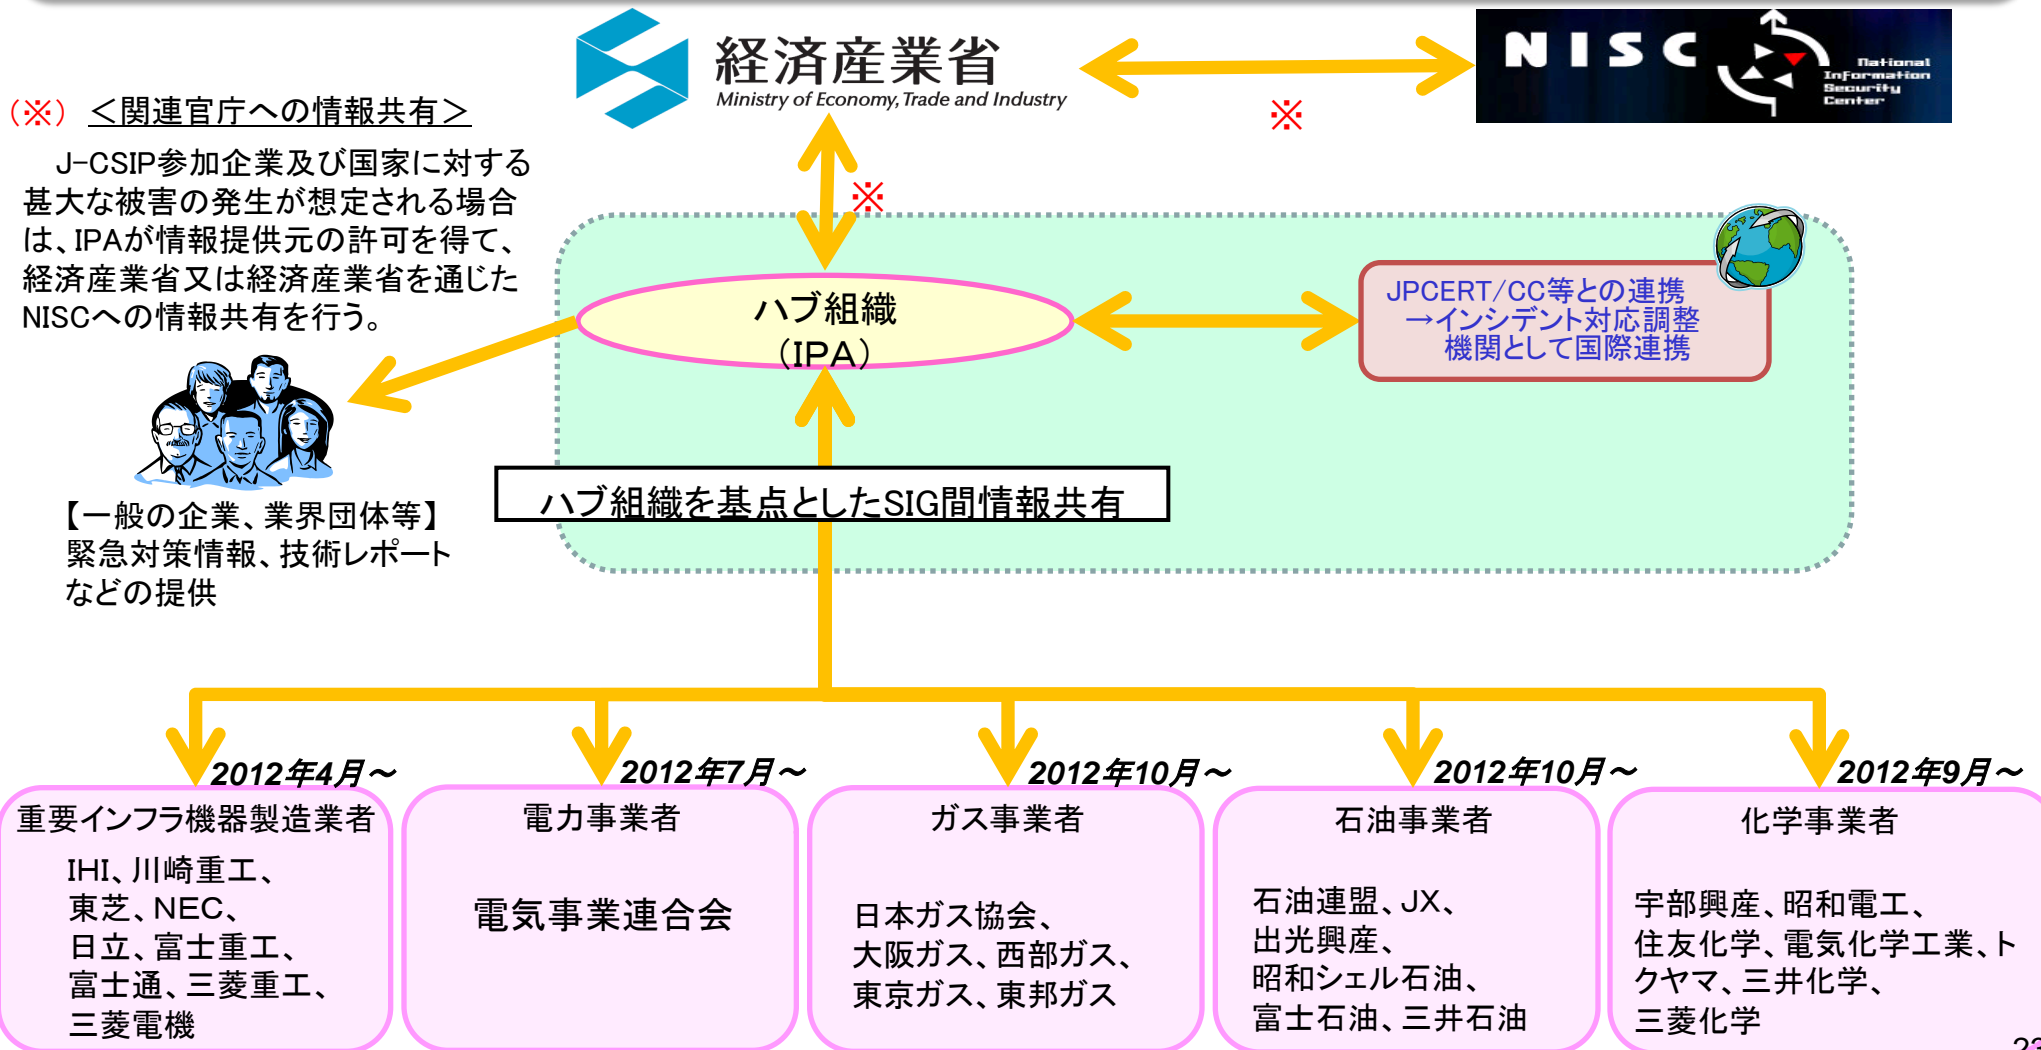 経済産業省
Ministry of Economy, Trade and Industry
NISC
National
Information
Security
Center
※
※
(※) <関連官庁への情報共有>
J-CSIP参加企業及び国家に対する
甚大な被害の発生が想定される場合
は、IPAが情報提供元の許可を得て、
経済産業省又は経済産業省を通じた
NISCへの情報共有を行う。
ハブ組織
(IPA)
JPCERT/CC等との連携
→インシデント対応調整
機関として国際連携
ハブ組織を基点としたSIG間情報共有
【一般の企業、業界団体等】
緊急対策情報、技術レポート
などの提供
2012年4月～
重要インフラ機器製造業者
IHI、川崎重工、
東芝、NEC、
日立、富士重工、
富士通、三菱重工、
三菱電機
2012年7月～
電力事業者
電気事業連合会
2012年10月～
ガス事業者
日本ガス協会、
大阪ガス、西部ガス、
東京ガス、東邦ガス
2012年10月～
石油事業者
石油連盟、JX、
出光興産、
昭和シェル石油、
富士石油、三井石油
2012年9月～
化学事業者
宇部興産、昭和電工、
住友化学、電気化学工業、ト
クヤマ、三井化学、
三菱化学